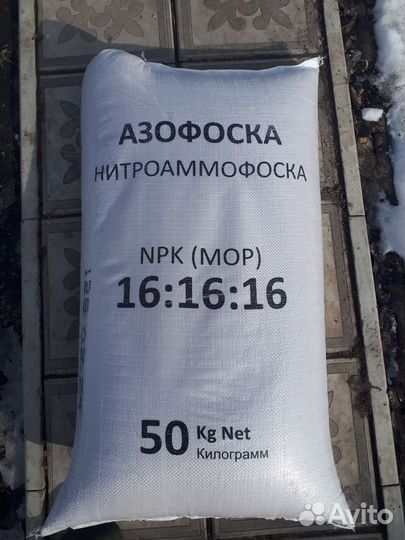 АЗОФОСКА
НИТРОАММОФОСКА
NPK (MOP)
16:16:16
50 Kg Net
Килограмм
Avito